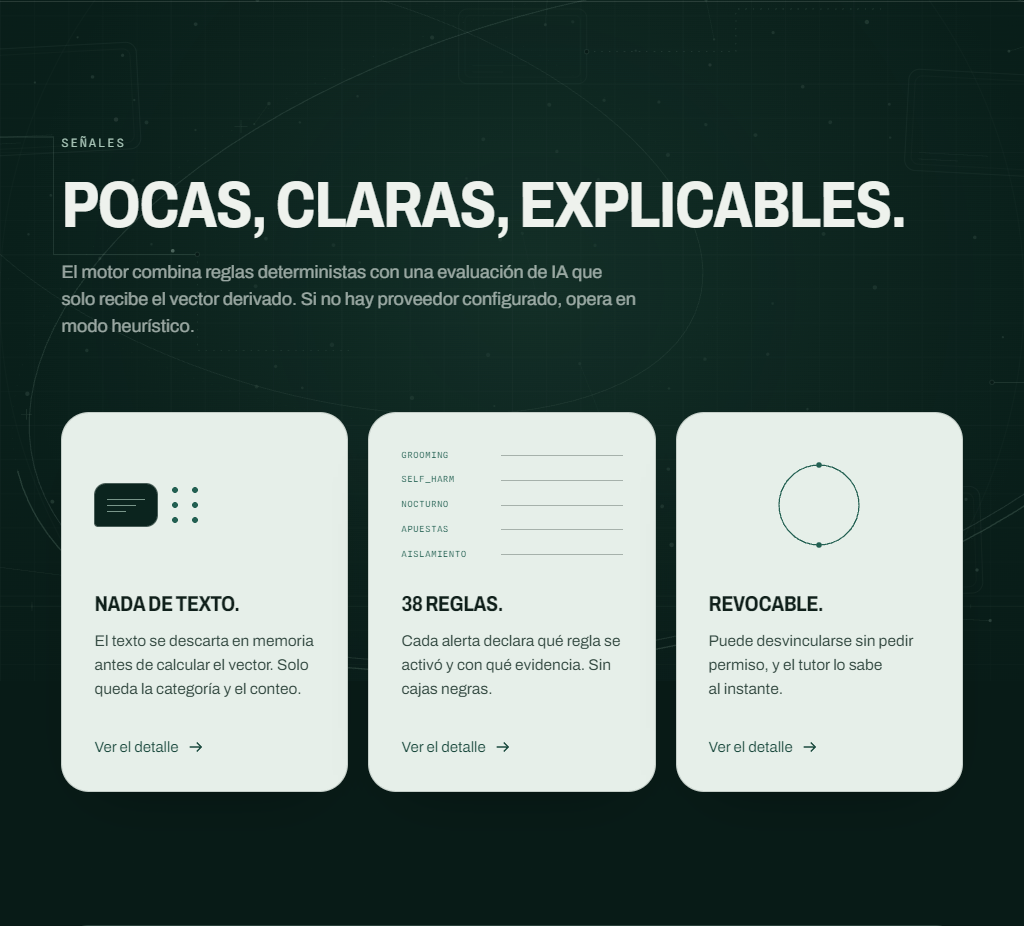 SEÑALES
POCAS, CLARAS, EXPLICABLES.
El motor combina reglas deterministas con una evaluación de IA que
solo recibe el vector derivado. Si no hay proveedor configurado, opera en
modo heurístico.
NADA DE TEXTO.
El texto se descarta en memoria
antes de calcular el vector. Solo
queda la categoría y el conteo.
Ver el detalle →
GROOMING
SELF_HARM
NOCTURNO
APUESTAS
AISLAMIENTO
38 REGLAS.
Cada alerta declara qué regla se
activó y con qué evidencia. Sin
cajas negras.
Ver el detalle →
REVOCABLE.
Puede desvincularse sin pedir
permiso, y el tutor lo sabe
al instante.
Ver el detalle →